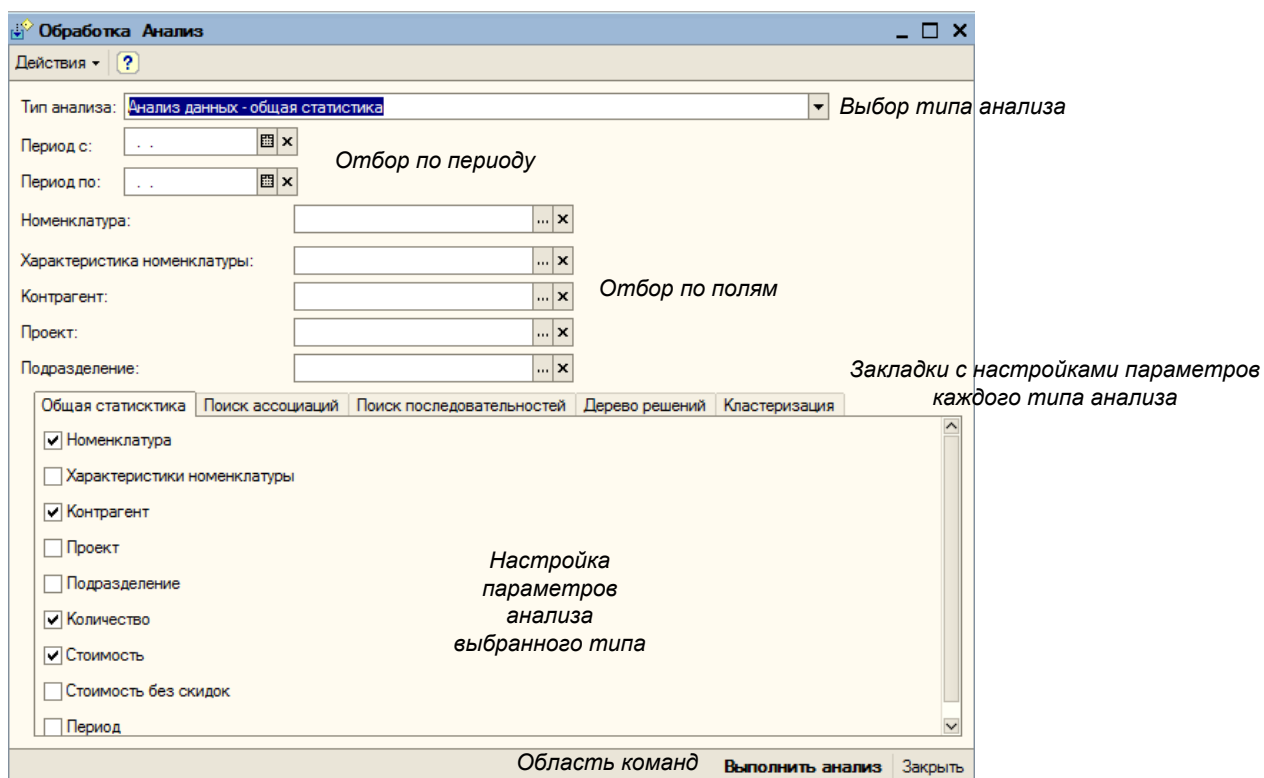 Обработка Анализ
Действия ?
Тип анализа: Анализ данных - общая статистика Выбор типа анализа
Период с: . .
Отбор по периоду
Период по: . .
Номенклатура: ...
Характеристика номенклатуры: ...
Контрагент: ... Отбор по полям
Проект: ...
Подразделение: ...
Закладки с настройками параметров
каждого типа анализа
Общая статисктика Поиск ассоциаций Поиск последовательностей Дерево решений Кластеризация
Номенклатура
Характеристики номенклатуры
Контрагент
Проект
Подразделение
Количество
Стоимость
Стоимость без скидок
Период
Настройка
параметров
анализа
выбранного типа
Область команд Выполнить анализ Закрыть